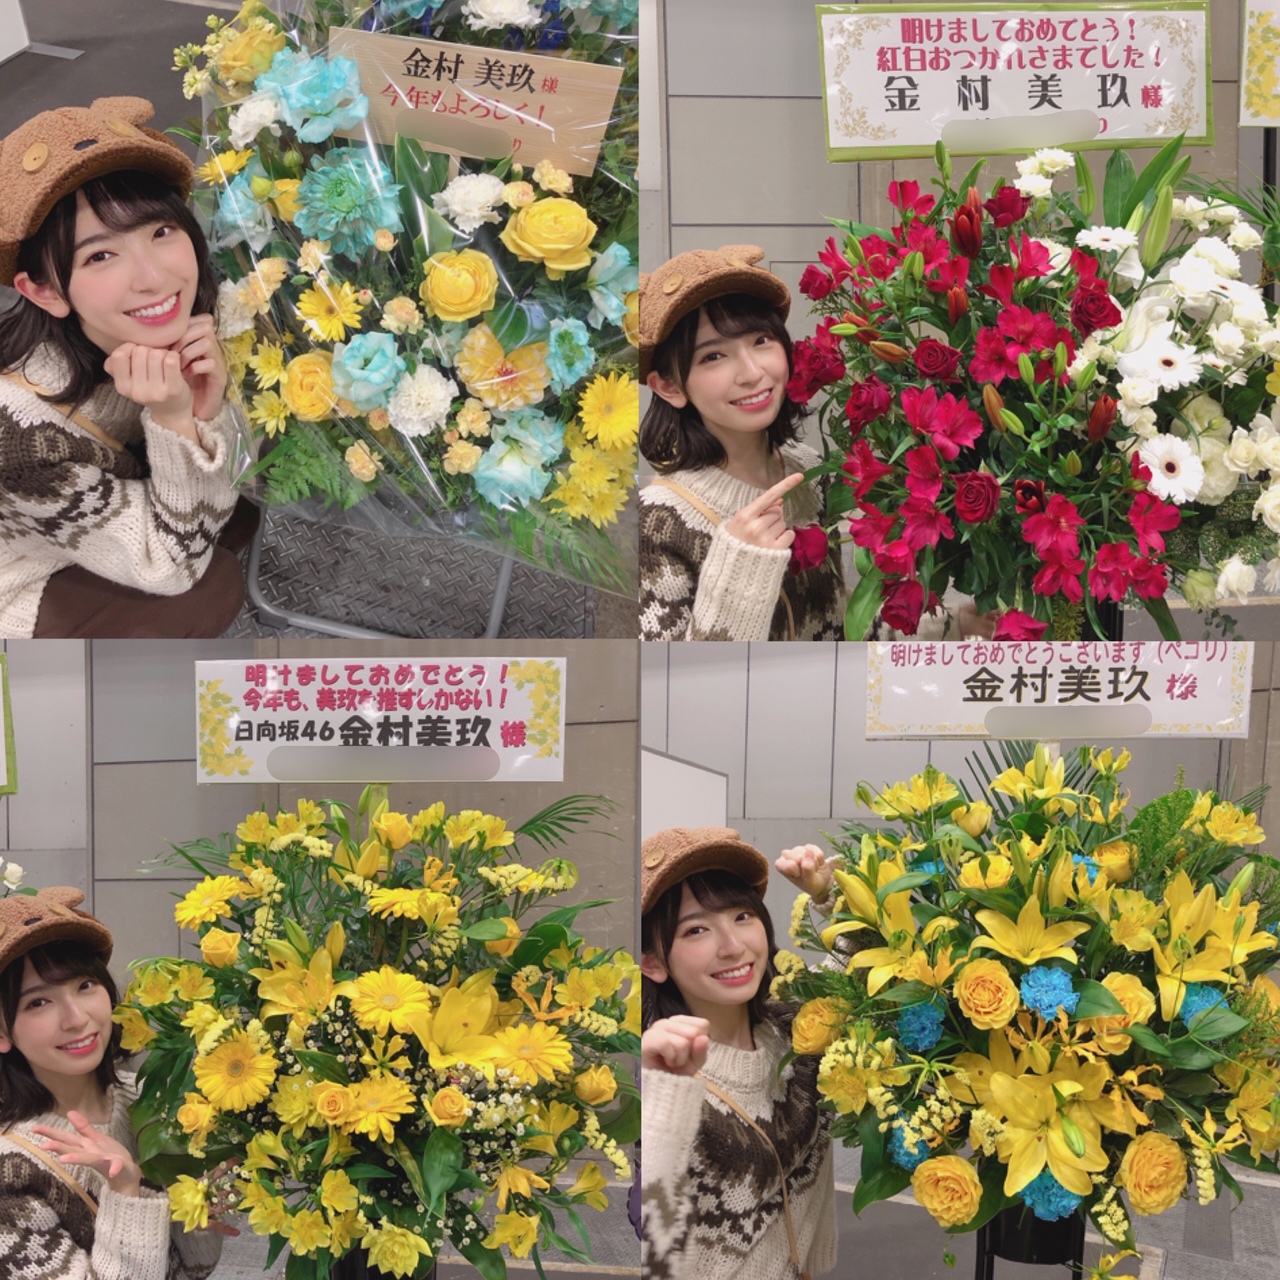 金村 美玖様
今年もよろしく!
り
明けましておめでとう!
紅白おつかれさまでした!
金村美玖様
明けましておめでとう!
今年も、美玖を推すしかない!
日向坂46金村美玖様
明けましておめでとうございます(ペコリ)
金村美玖様